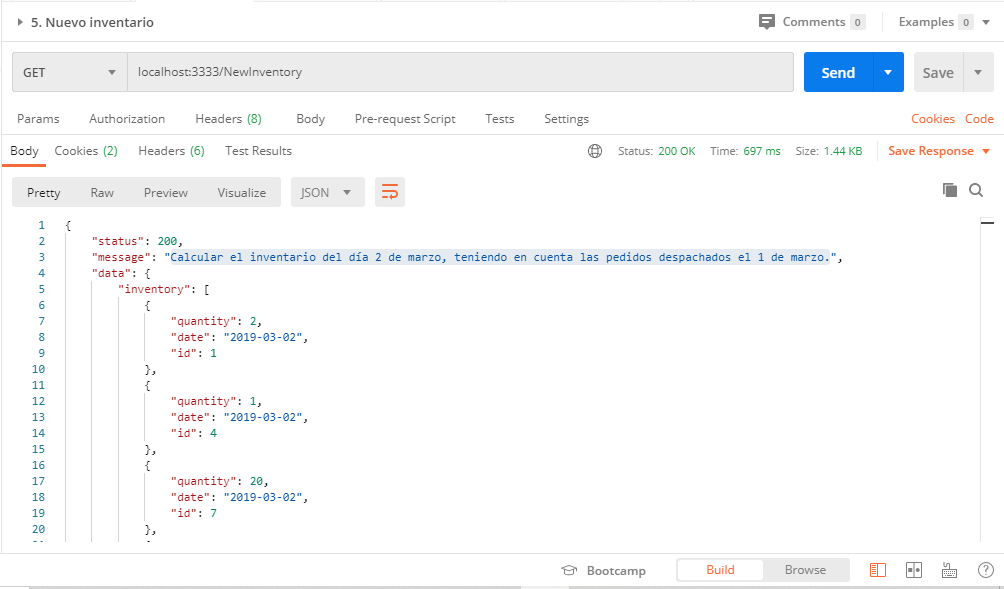 5. Nuevo inventario Comments 0 Examples 0
GET localhost:3333/NewInventory Send Save
Params Authorization Headers (8) Body Pre-request Script Tests Settings Cookies Code
Body Cookies (2) Headers (6) Test Results Status: 200 OK Time: 697 ms Size: 1.44 KB Save Response
Pretty Raw Preview Visualize JSON
1 {
2 "status": 200,
3 "message": "Calcular el inventario del día 2 de marzo, teniendo en cuenta las pedidos despachados el 1 de marzo.",
4 "data": {
5 "inventory": [
6 {
7 "quantity": 2,
8 "date": "2019-03-02",
9 "id": 1
10 },
11 {
12 "quantity": 1,
13 "date": "2019-03-02",
14 "id": 4
15 },
16 {
17 "quantity": 20,
18 "date": "2019-03-02",
19 "id": 7
20 },
Bootcamp Build Browse